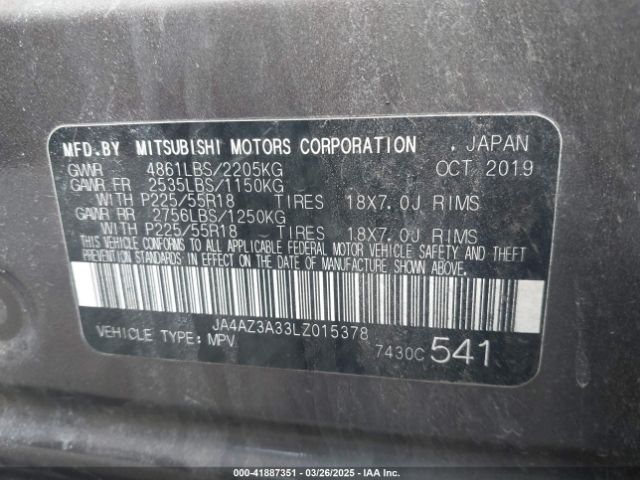 MFD.BY MITSUBISHI MOTORS CORPORATION . JAPAN
GVWR 4861LBS/2205KG OCT 2019
GAWR FR 2535LBS/1150KG
WITH P225/55R18 TIRES 18X7.0J RIMS
GAWR RR 2756LBS/1250KG
WITH P225/55R18 TIRES 18X7.0J RIMS
THIS VEHICLE CONFORMS TO ALL APPLICABLE FEDERAL MOTOR VEHICLE SAFETY AND THEFT
PREVENTION STANDARDS IN EFFECT ON THE DATE OF MANUFACTURE SHOWN ABOVE.
JA4AZ3A33LZ015378
VEHICLE TYPE: MPV 7430C 541
000-41887351 | 03/26/2025 | IAA Inc.